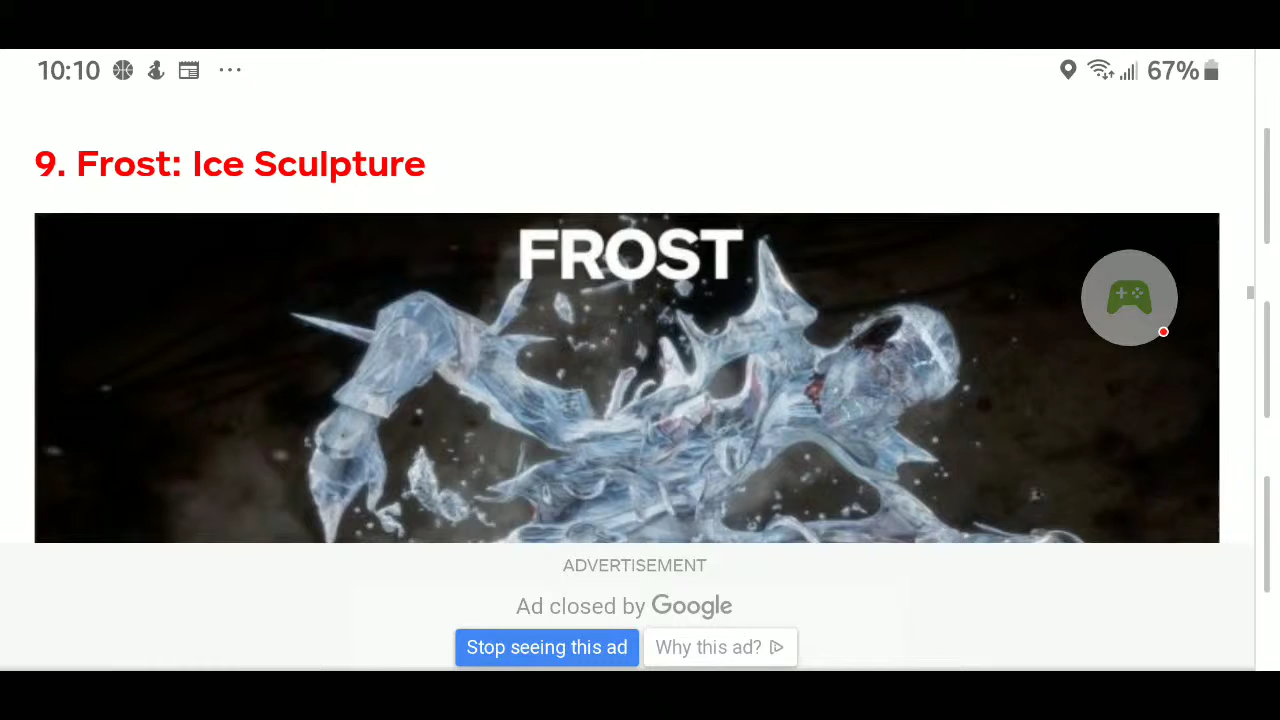 10:10 ... 67%
9. Frost: Ice Sculpture
FROST
ADVERTISEMENT
Ad closed by Google
Stop seeing this ad Why this ad?